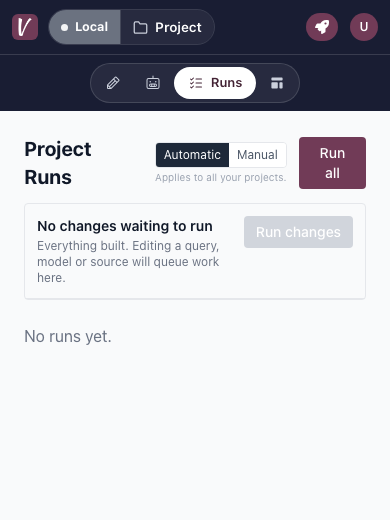 V
Local
Project
U
Runs
Project
Runs
Automatic
Manual
Applies to all your projects.
Run
all
No changes waiting to run
Everything built. Editing a query,
model or source will queue work
here.
Run changes
No runs yet.